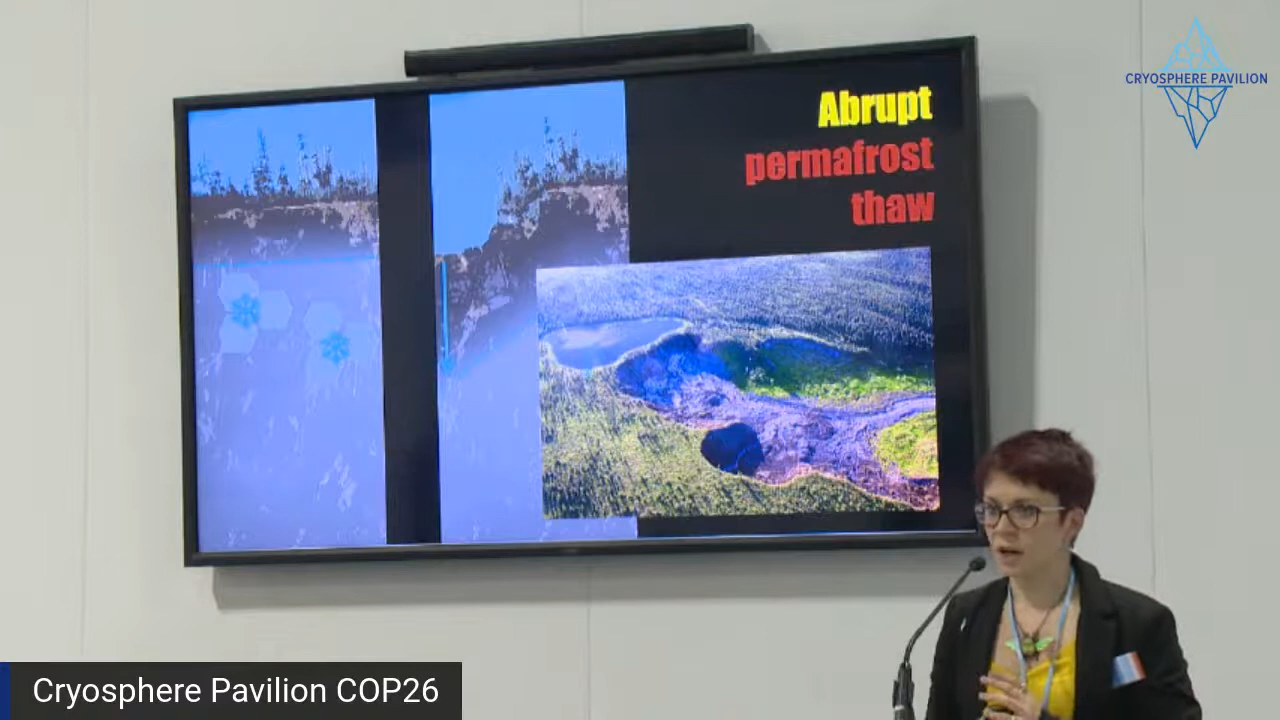 CRYOSPHERE PAVILION
Abrupt
permafrost
thaw
Cryosphere Pavilion COP26